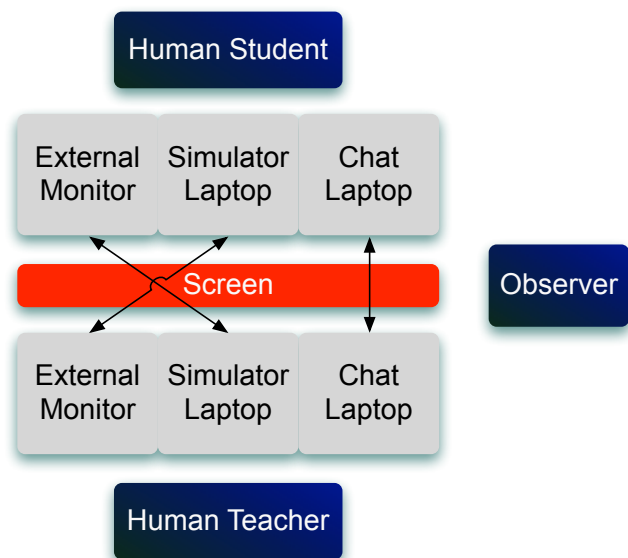 Human Student
External Simulator Chat
Monitor Laptop Laptop
Screen
Observer
External Simulator Chat
Monitor Laptop Laptop
Human Teacher